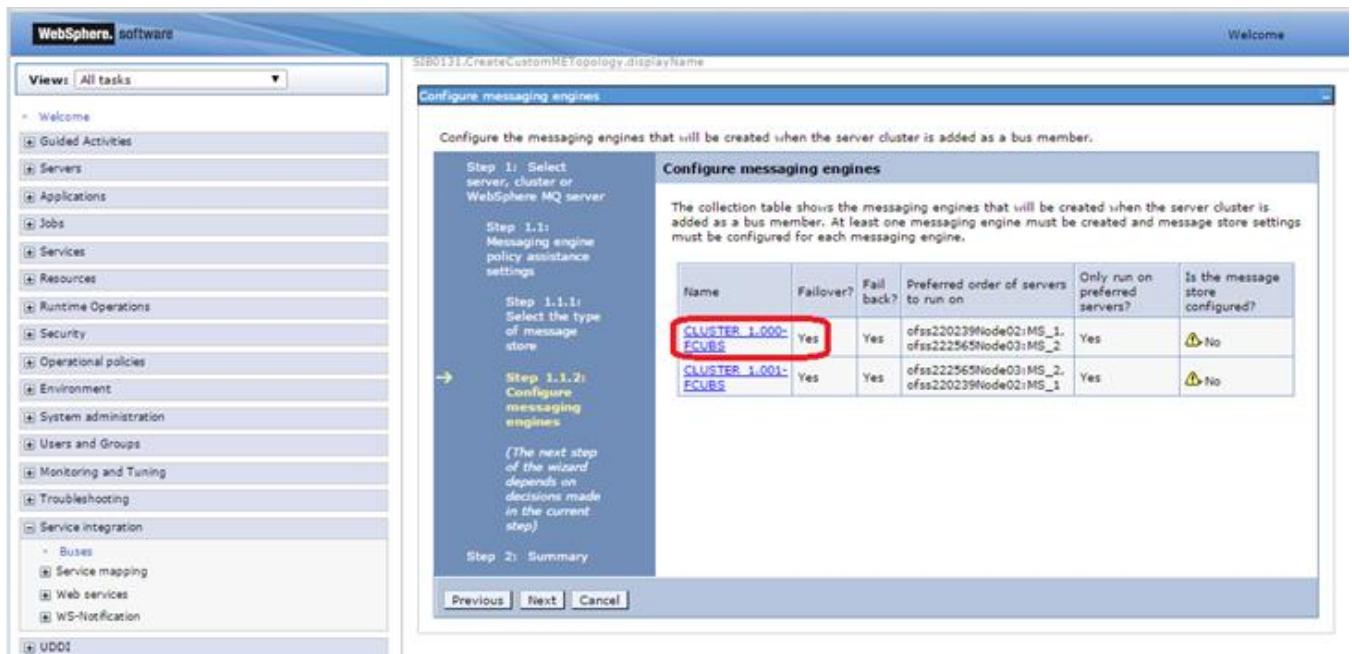 WebSphere. software
Welcome
View: All tasks
Welcome
Guided Activities
Servers
Applications
Jobs
Services
Resources
Runtime Operations
Security
Operational policies
Environment
System administration
Users and Groups
Monitoring and Tuning
Troubleshooting
Service integration
Buses
Service mapping
Web services
WS-Notification
UDDI
SIB0131.CreateCustomMETopology.displayName
Configure messaging engines
Configure the messaging engines that will be created when the server cluster is added as a bus member.
Step 1: Select
server, cluster or
WebSphere MQ server
Step 1.1:
Messaging engine
policy assistance
settings
Step 1.1.1:
Select the type
of message
store
Step 1.1.2:
Configure
messaging
engines
(The next step
of the wizard
depends on
decisions made
in the current
step)
Step 2: Summary
Configure messaging engines
The collection table shows the messaging engines that will be created when the server cluster is
added as a bus member. At least one messaging engine must be created and message store settings
must be configured for each messaging engine.
Name
Failover?
Fail
back?
Preferred order of servers
to run on
Only run on
preferred
servers?
Is the message
store
configured?
CLUSTER_1.000-
FCUBS
Yes
Yes
ofss220239Node02:MS_1,
ofss222565Node03:MS_2
Yes
No
CLUSTER_1.001-
FCUBS
Yes
Yes
ofss222565Node03:MS_2,
ofss220239Node02:MS_1
Yes
No
Previous Next Cancel